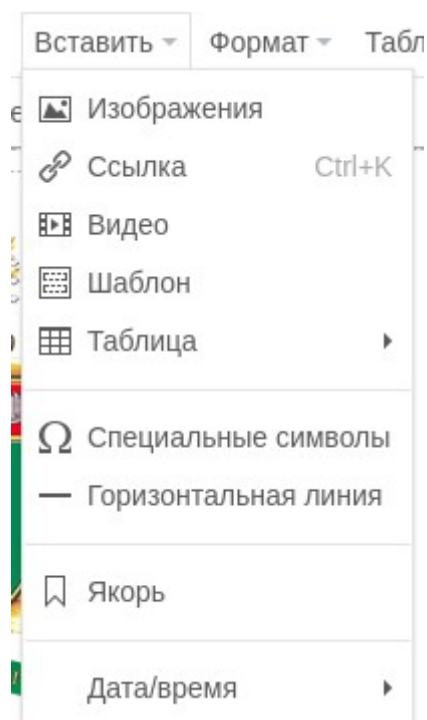 Вставить Формат Табл
Изображения
Ссылка Ctrl+K
Видео
Шаблон
Таблица
Специальные символы
Горизонтальная линия
Якорь
Дата/время